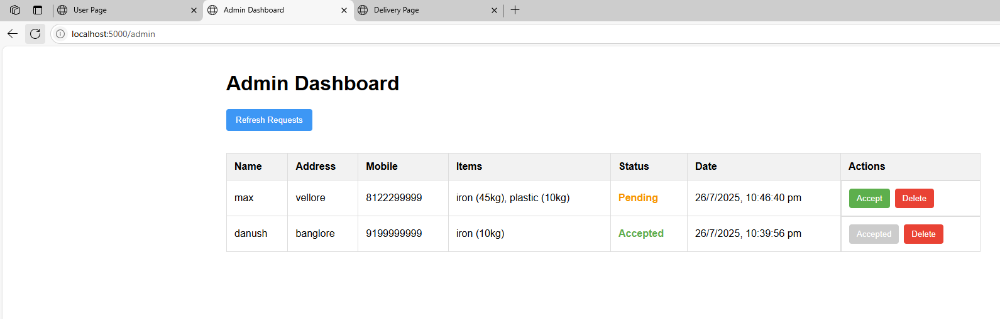 User Page
Admin Dashboard
Delivery Page
localhost:5000/admin
Admin Dashboard
Refresh Requests
Name Address Mobile Items Status Date Actions
max vellore 8122299999 iron (45kg), plastic (10kg) Pending 26/7/2025, 10:46:40 pm Accept Delete
danush banglore 9199999999 iron (10kg) Accepted 26/7/2025, 10:39:56 pm Accepted Delete